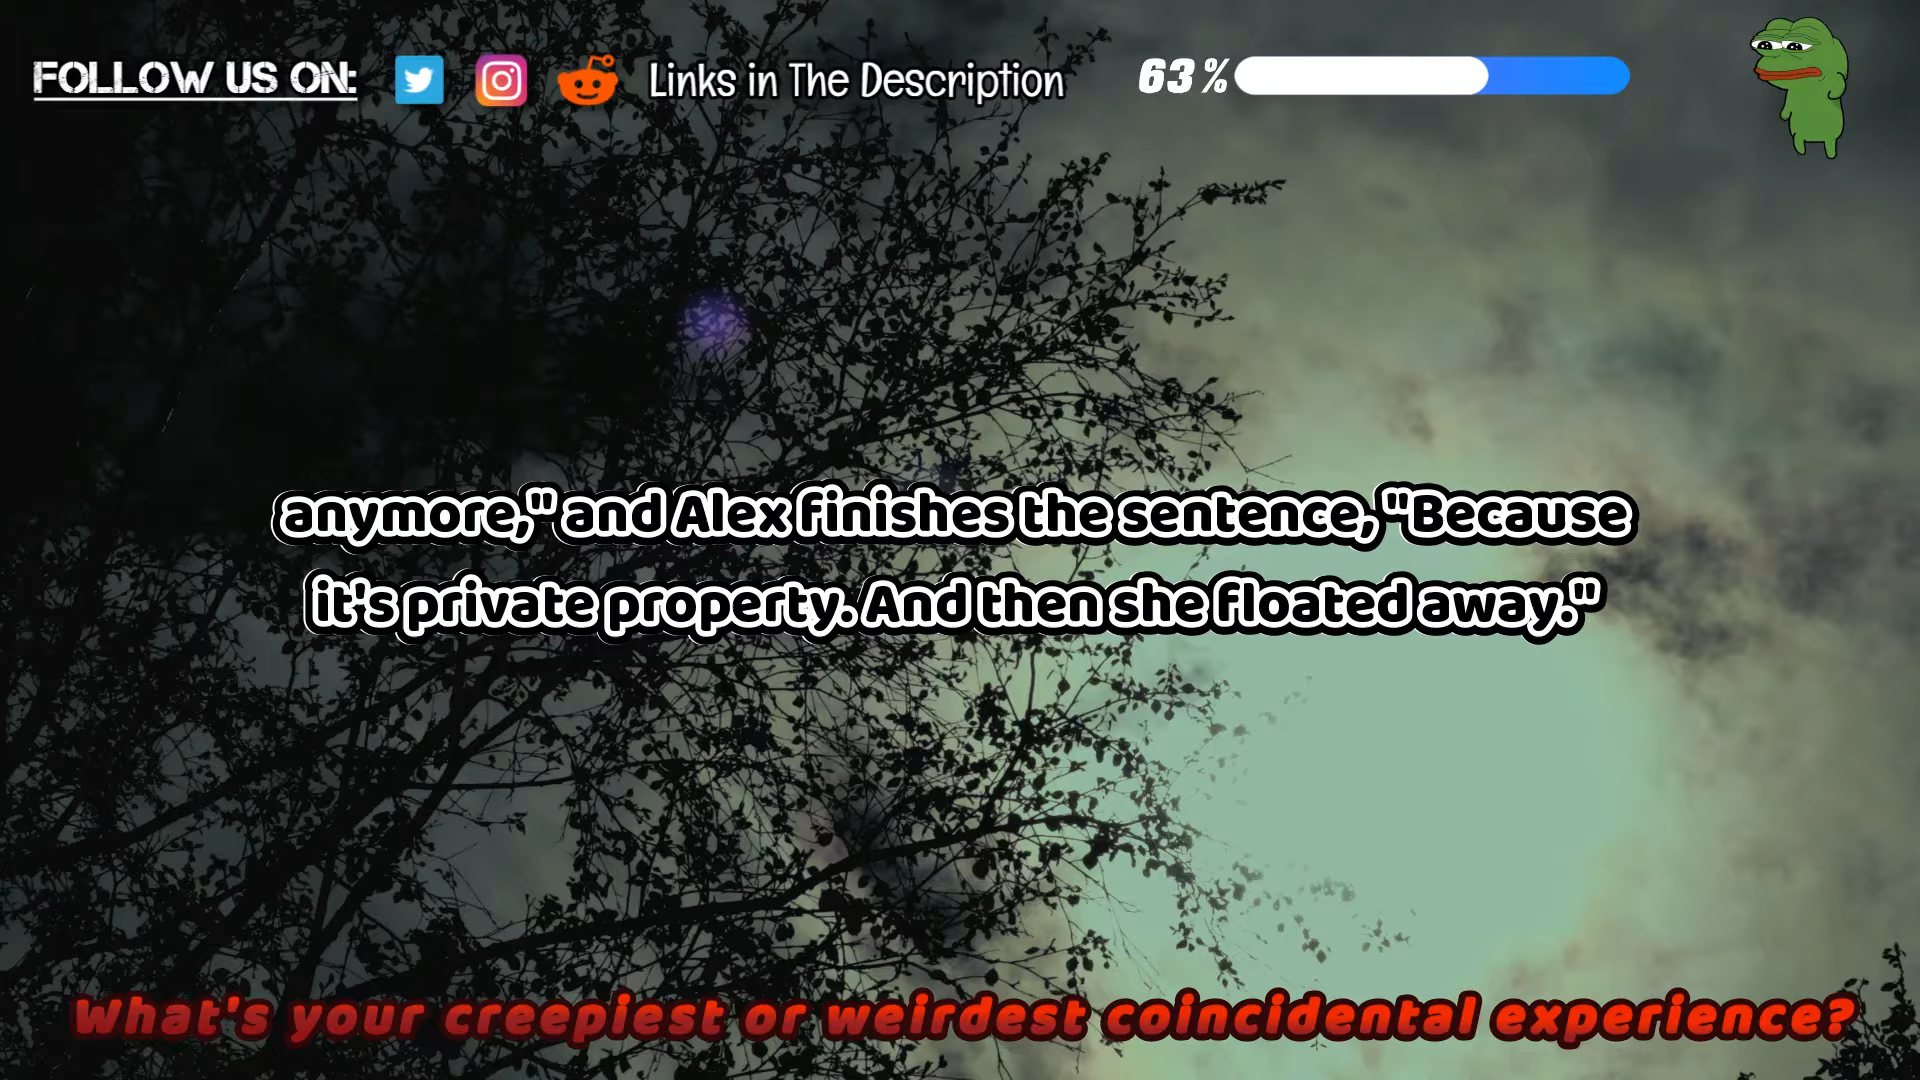 FOLLOW US ON:
Links in The Description
63%
anymore," and Alex finishes the sentence, "Because
it's private property. And then she floated away."
What's your creepiest or weirdest coincidental experience?